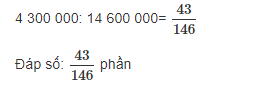 4 300 000: 14 600 000= 43/146
Đáp số: 43/146 phần